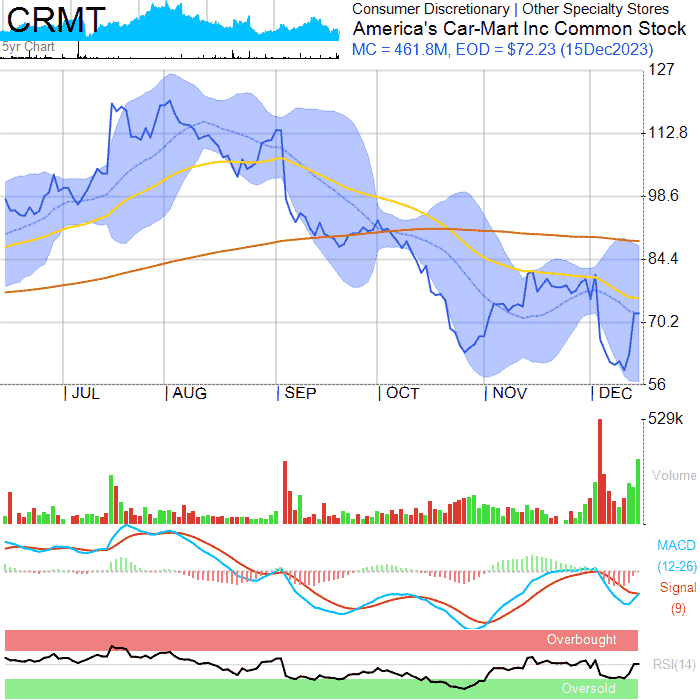 CRMT
5yr Chart
Consumer Discretionary | Other Specialty Stores
America's Car-Mart Inc Common Stock
MC = 461.8M, EOD = $72.23 (15Dec2023)
127
112.8
98.6
84.4
70.2
56
| JUL | AUG | SEP | OCT | NOV | DEC
529k
Volume
MACD
(12-26)
Signal
(9)
Overbought
RSI(14)
Oversold